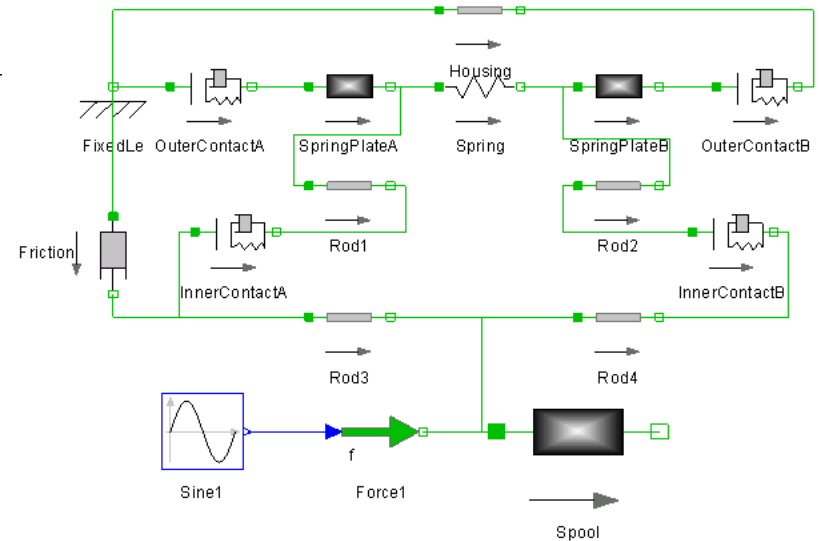 Housing
FixedLe
OuterContactA
SpringPlateA
Spring
SpringPlateB
OuterContactB
Rod1
Rod2
Friction
InnerContactA
InnerContactB
Rod3
Rod4
f
Sine1
Force1
Spool